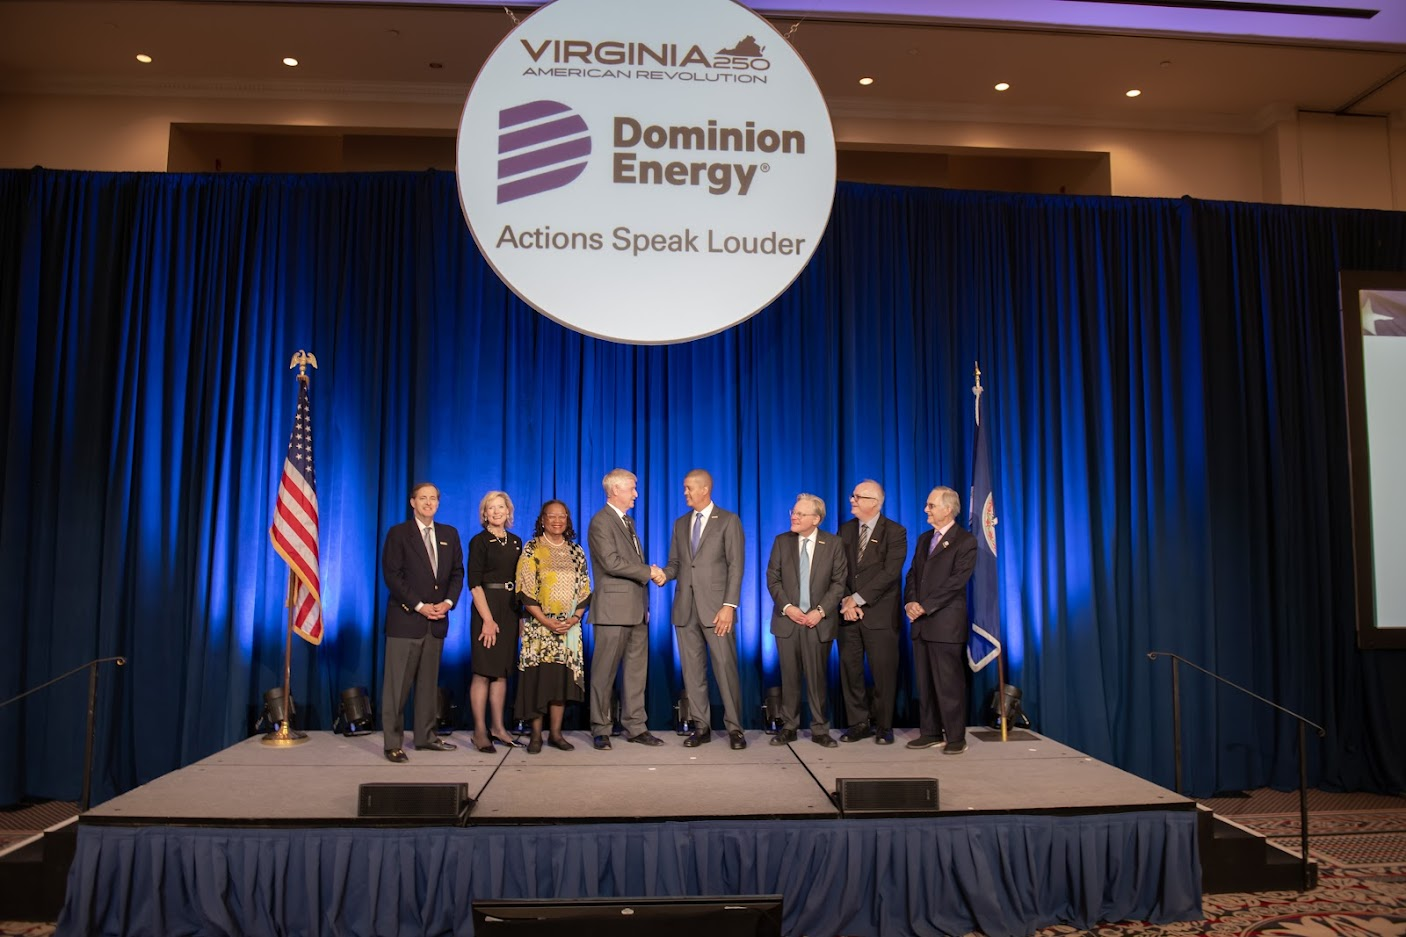 VIRGINIA250
AMERICAN REVOLUTION
Dominion
Energy®
Actions Speak Louder